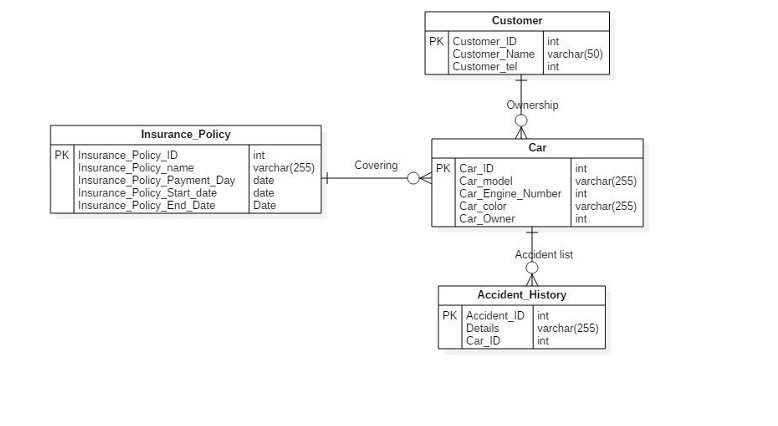 Customer
PK Customer_ID int
Customer_Name varchar(50)
Customer_tel int
Ownership
Insurance_Policy
PK Insurance_Policy_ID int
Insurance_Policy_name varchar(255)
Insurance_Policy_Payment_Day date
Insurance_Policy_Start_date date
Insurance_Policy_End_Date Date
Covering
Car
PK Car_ID int
Car_model varchar(255)
Car_Engine_Number int
Car_color varchar(255)
Car_Owner int
Accident list
Accident_History
PK Accident_ID int
Details varchar(255)
Car_ID int